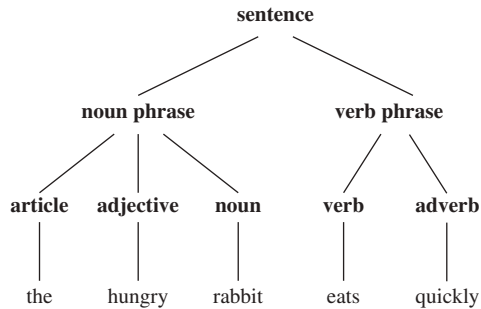 sentence
noun phrase verb phrase
article adjective noun verb adverb
the hungry rabbit eats quickly